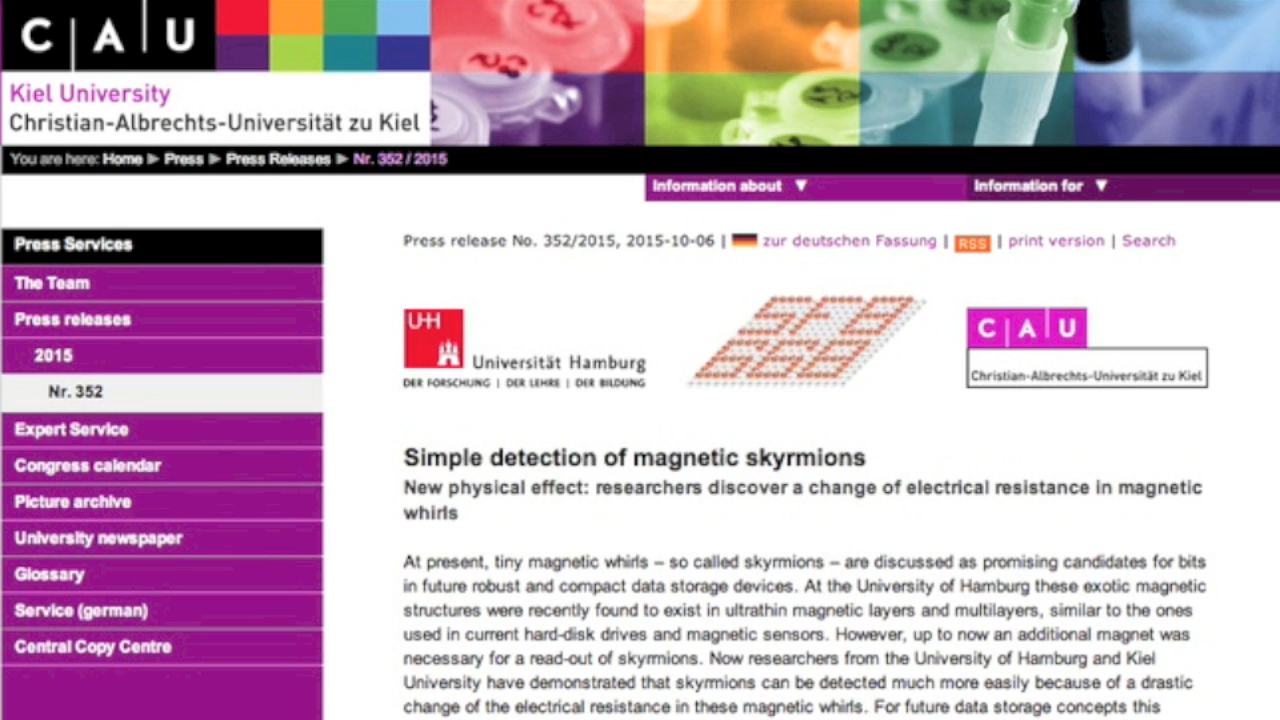 C A U
Kiel University
Christian-Albrechts-Universität zu Kiel
You are here: Home ▶ Press ▶ Press Releases ▶ Nr. 352 / 2015
Information about ▼
Information for ▼
Press Services
The Team
Press releases
2015
Nr. 352
Expert Service
Congress calendar
Picture archive
University newspaper
Glossary
Service (german)
Central Copy Centre
Press release No. 352/2015, 2015-10-06 | zur deutschen Fassung | RSS | print version | Search
UHH
Universität Hamburg
DER FORSCHUNG | DER LEHRE | DER BILDUNG
C A U
Christian-Albrechts-Universität zu Kiel
Simple detection of magnetic skyrmions
New physical effect: researchers discover a change of electrical resistance in magnetic
whirls
At present, tiny magnetic whirls – so called skyrmions – are discussed as promising candidates for bits
in future robust and compact data storage devices. At the University of Hamburg these exotic magnetic
structures were recently found to exist in ultrathin magnetic layers and multilayers, similar to the ones
used in current hard-disk drives and magnetic sensors. However, up to now an additional magnet was
necessary for a read-out of skyrmions. Now researchers from the University of Hamburg and Kiel
University have demonstrated that skyrmions can be detected much more easily because of a drastic
change of the electrical resistance in these magnetic whirls. For future data storage concepts this